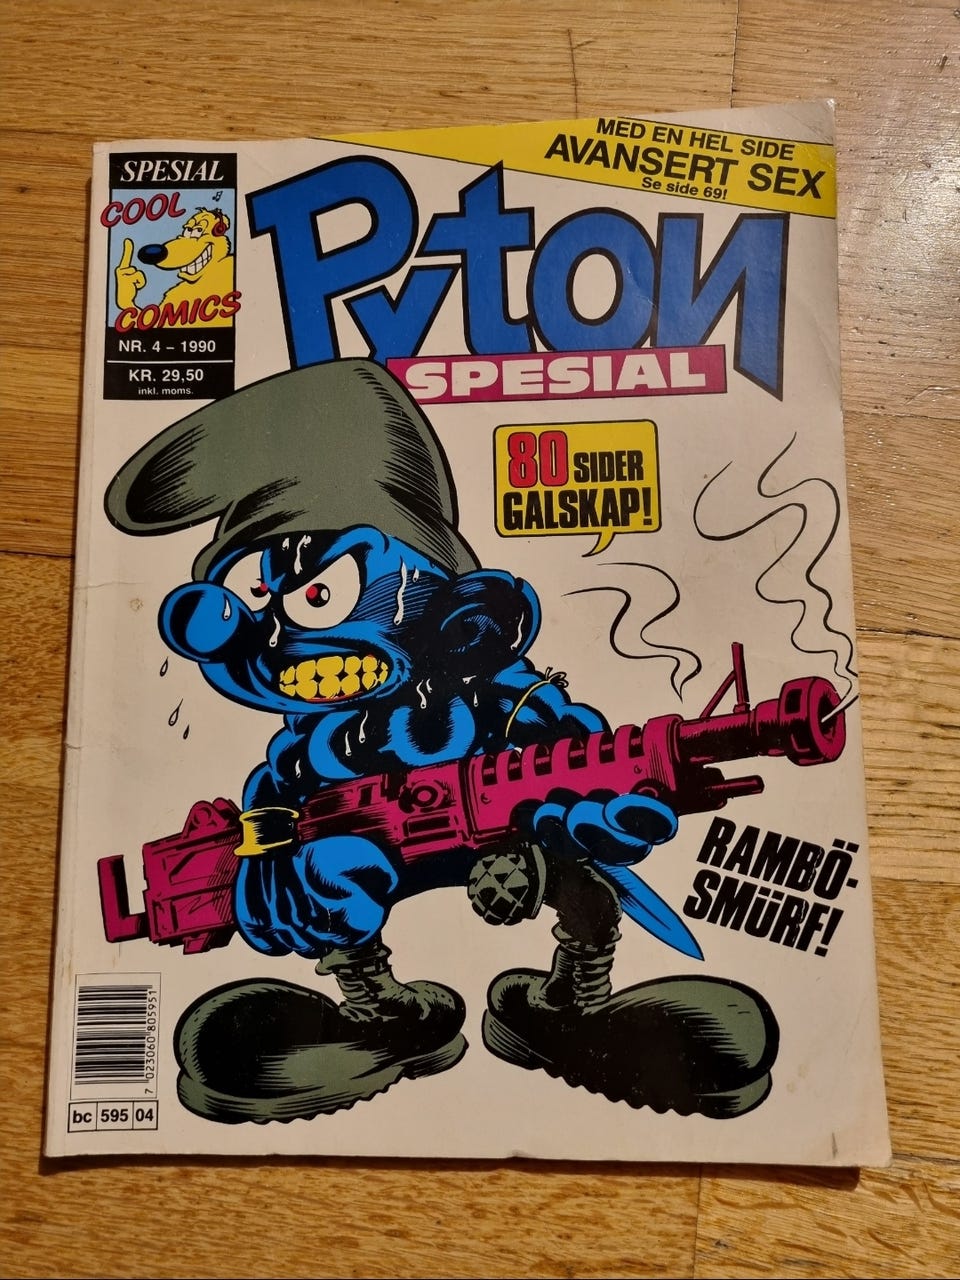 SPESIAL
COOL
COMICS
NR. 4 – 1990
KR. 29,50
inkl. moms.
MED EN HEL SIDE
AVANSERT SEX
Se side 69!
Pyton
SPESIAL
80 SIDER
GALSKAP!
RAMBÖ-
SMÜRF!
7 023060 805951
bc 595 04